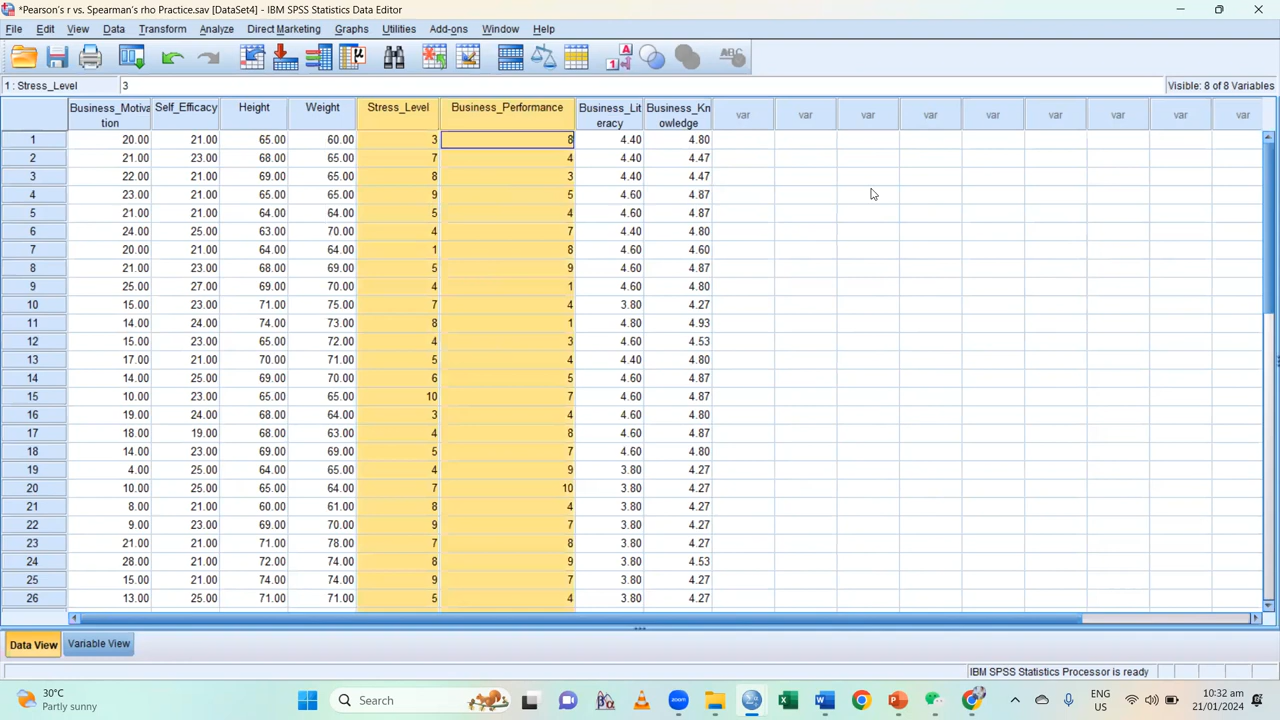 *Pearson's r vs. Spearman's rho Practice.sav [DataSet4] - IBM SPSS Statistics Data Editor
File Edit View Data Transform Analyze Direct Marketing Graphs Utilities Add-ons Window Help
1 : Stress_Level 3 Visible: 8 of 8 Variables
Business_Motiva Self_Efficacy Height Weight Stress_Level Business_Performance Business_Lit Business_Kn
tion eracy owledge var var var var var var var var var
1 20.00 21.00 65.00 60.00 3 8 4.40 4.80
2 21.00 23.00 68.00 65.00 7 4 4.40 4.47
3 22.00 21.00 69.00 65.00 8 3 4.40 4.47
4 23.00 21.00 65.00 65.00 9 5 4.60 4.87
5 21.00 21.00 64.00 64.00 5 4 4.60 4.87
6 24.00 25.00 63.00 70.00 4 7 4.40 4.80
7 20.00 21.00 64.00 64.00 1 8 4.60 4.60
8 21.00 23.00 68.00 69.00 5 9 4.60 4.87
9 25.00 27.00 69.00 70.00 4 1 4.60 4.80
10 15.00 23.00 71.00 75.00 7 4 3.80 4.27
11 14.00 24.00 74.00 73.00 8 1 4.80 4.93
12 15.00 23.00 65.00 72.00 4 3 4.60 4.53
13 17.00 21.00 70.00 71.00 5 4 4.40 4.80
14 14.00 25.00 69.00 70.00 6 5 4.60 4.87
15 10.00 23.00 65.00 65.00 10 7 4.60 4.87
16 19.00 24.00 68.00 64.00 3 4 4.60 4.80
17 18.00 19.00 68.00 63.00 4 8 4.60 4.87
18 14.00 23.00 69.00 69.00 5 7 4.60 4.80
19 4.00 25.00 64.00 65.00 4 9 3.80 4.27
20 10.00 25.00 65.00 64.00 7 10 3.80 4.27
21 8.00 21.00 60.00 61.00 8 4 3.80 4.27
22 9.00 23.00 69.00 70.00 9 7 3.80 4.27
23 21.00 21.00 71.00 78.00 7 8 3.80 4.27
24 28.00 21.00 72.00 74.00 8 9 3.80 4.53
25 15.00 21.00 74.00 74.00 9 7 3.80 4.27
26 13.00 25.00 71.00 71.00 5 4 3.80 4.27
Data View Variable View
IBM SPSS Statistics Processor is ready
30°C
Partly sunny
Search
ENG
US
10:32 am
21/01/2024